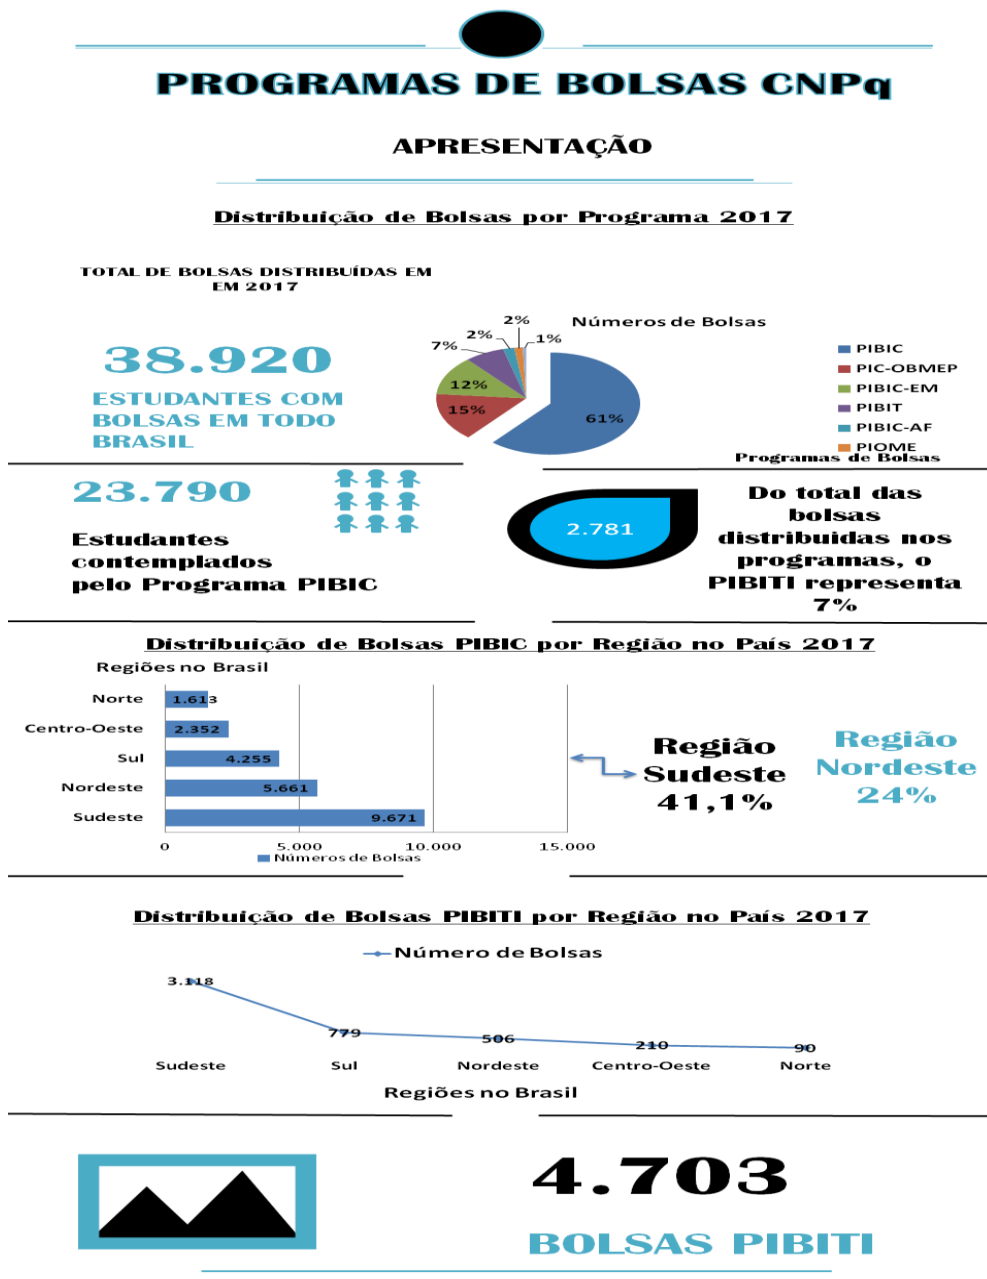 PROGRAMAS DE BOLSAS CNPq
APRESENTAÇÃO
Distribuição de Bolsas por Programa 2017
TOTAL DE BOLSAS DISTRIBUÍDAS EM
EM 2017
38.920
ESTUDANTES COM
BOLSAS EM TODO
BRASIL
Números de Bolsas
2%
2%
1%
7%
12%
15%
61%
PIBIC
PIC-OBMEP
PIBIC-EM
PIBIT
PIBIC-AF
PIOME
Programas de Bolsas
23.790
Estudantes
contemplados
pelo Programa PIBIC
2.781
Do total das
bolsas
distribuidas nos
programas, o
PIBITI representa
7%
Distribuição de Bolsas PIBIC por Região no País 2017
Regiões no Brasil
Norte 1.613
Centro-Oeste 2.352
Sul 4.255
Nordeste 5.661
Sudeste 9.671
0 5.000 10.000 15.000
Números de Bolsas
Região
Sudeste
41,1%
Região
Nordeste
24%
Distribuição de Bolsas PIBITI por Região no País 2017
Número de Bolsas
3.118 779 506 210 90
Sudeste Sul Nordeste Centro-Oeste Norte
Regiões no Brasil
4.703
BOLSAS PIBITI